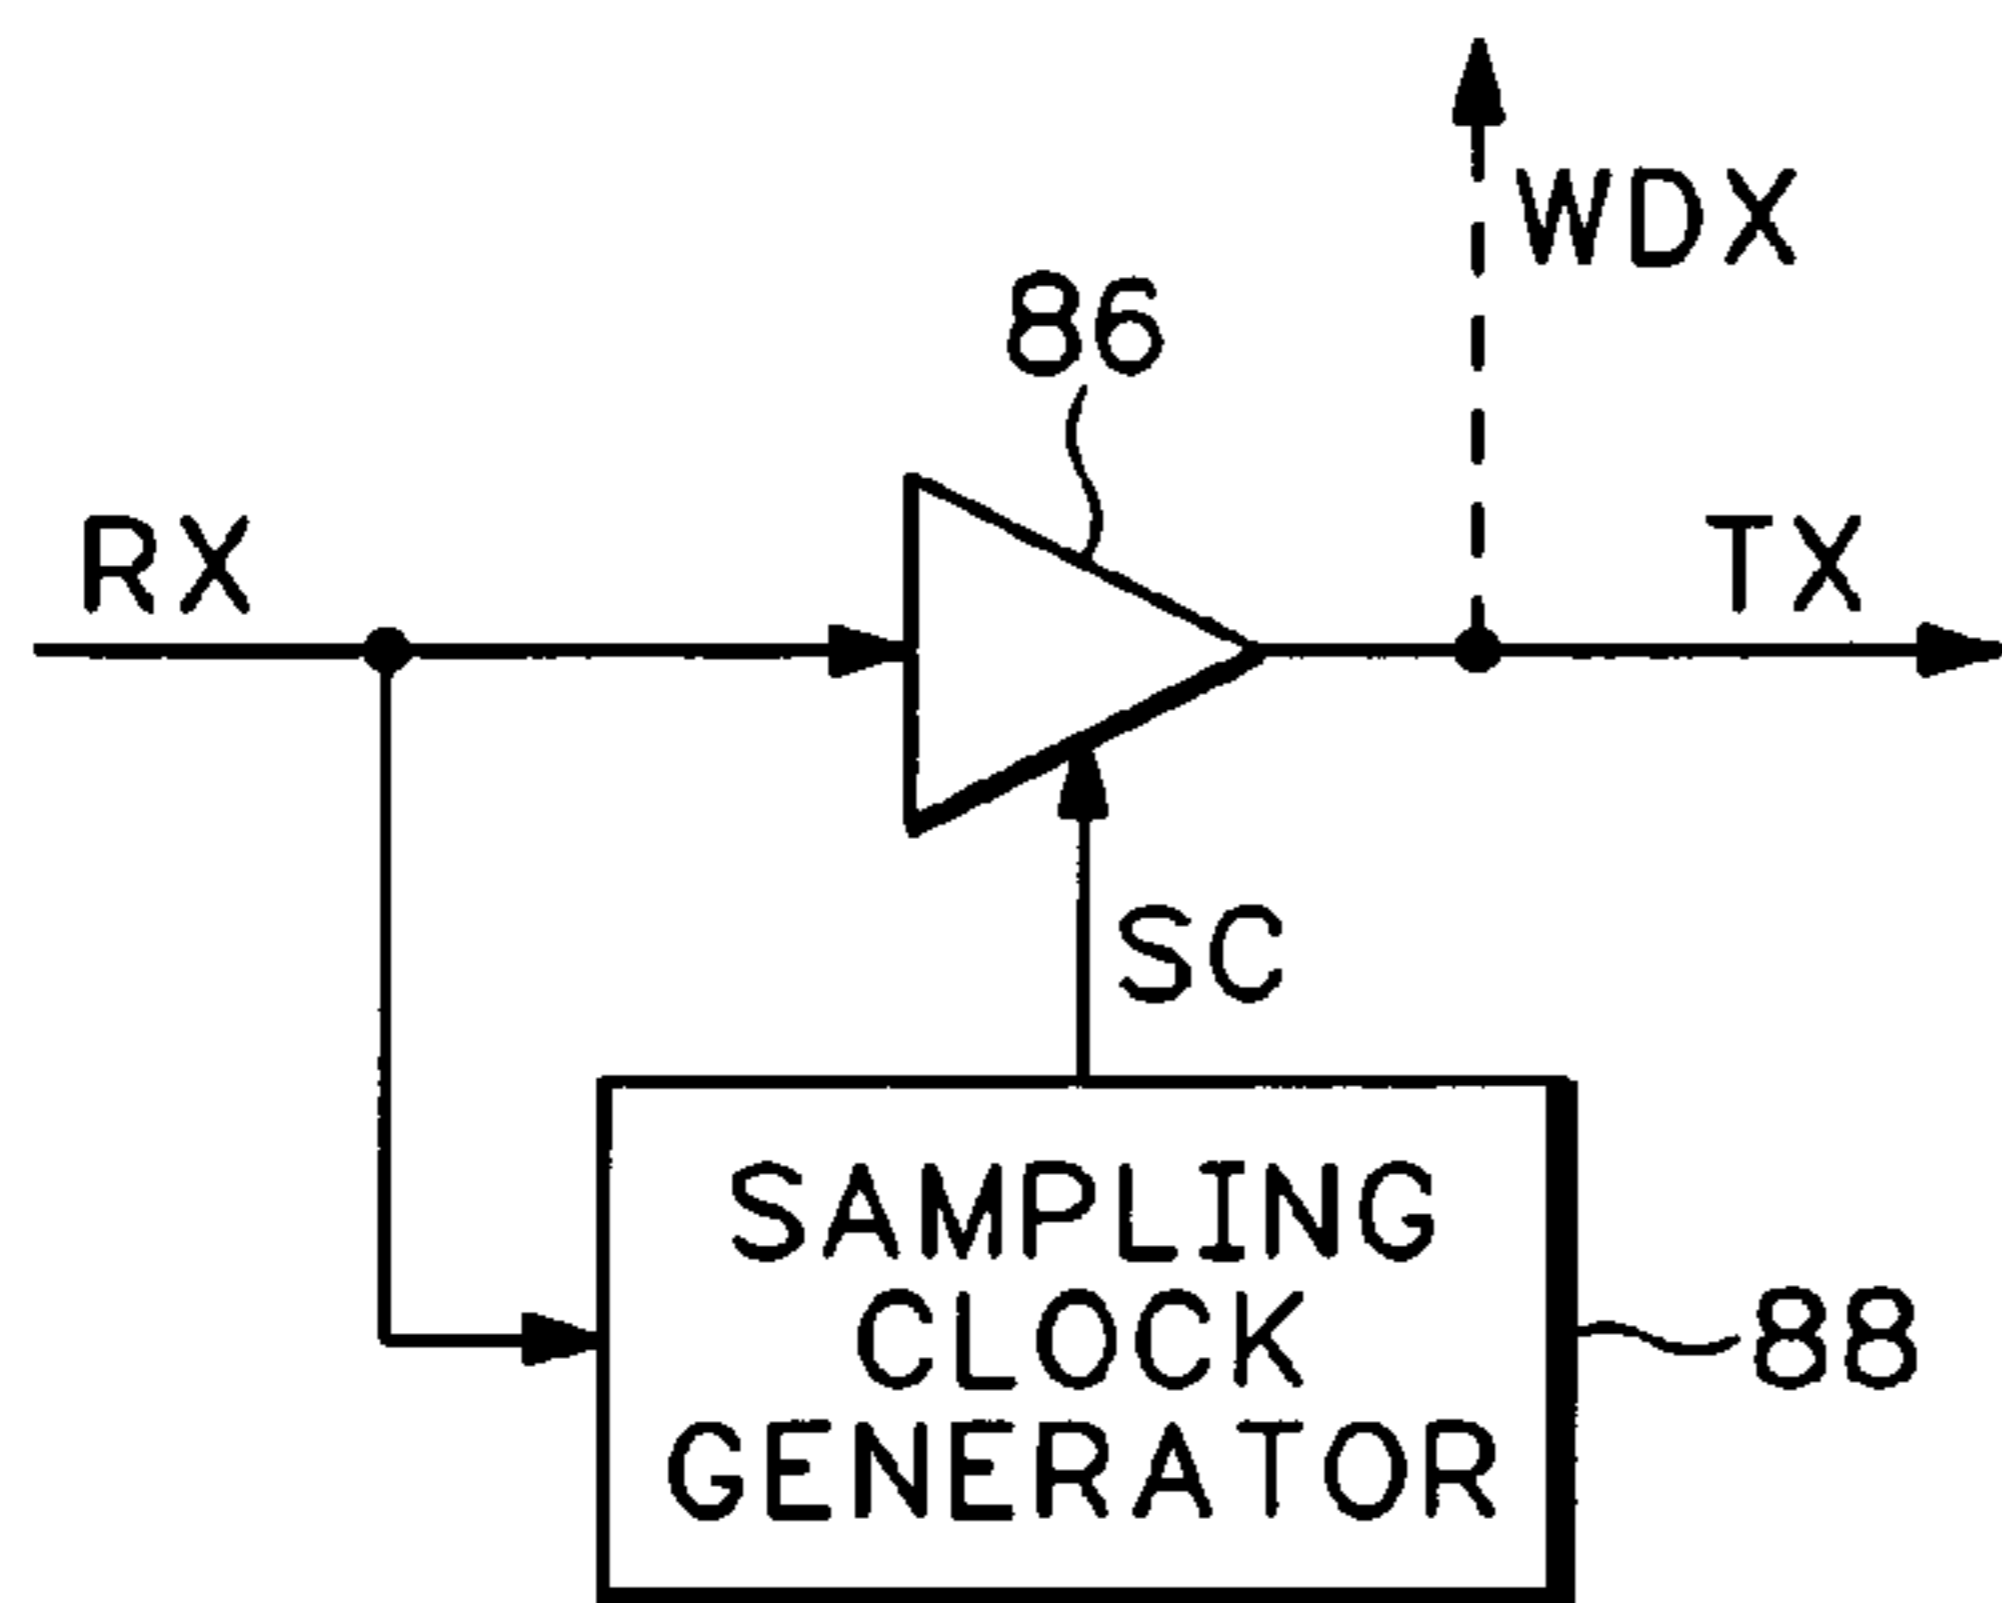 WDX
86
RX
TX
SC
SAMPLING
CLOCK
GENERATOR
88